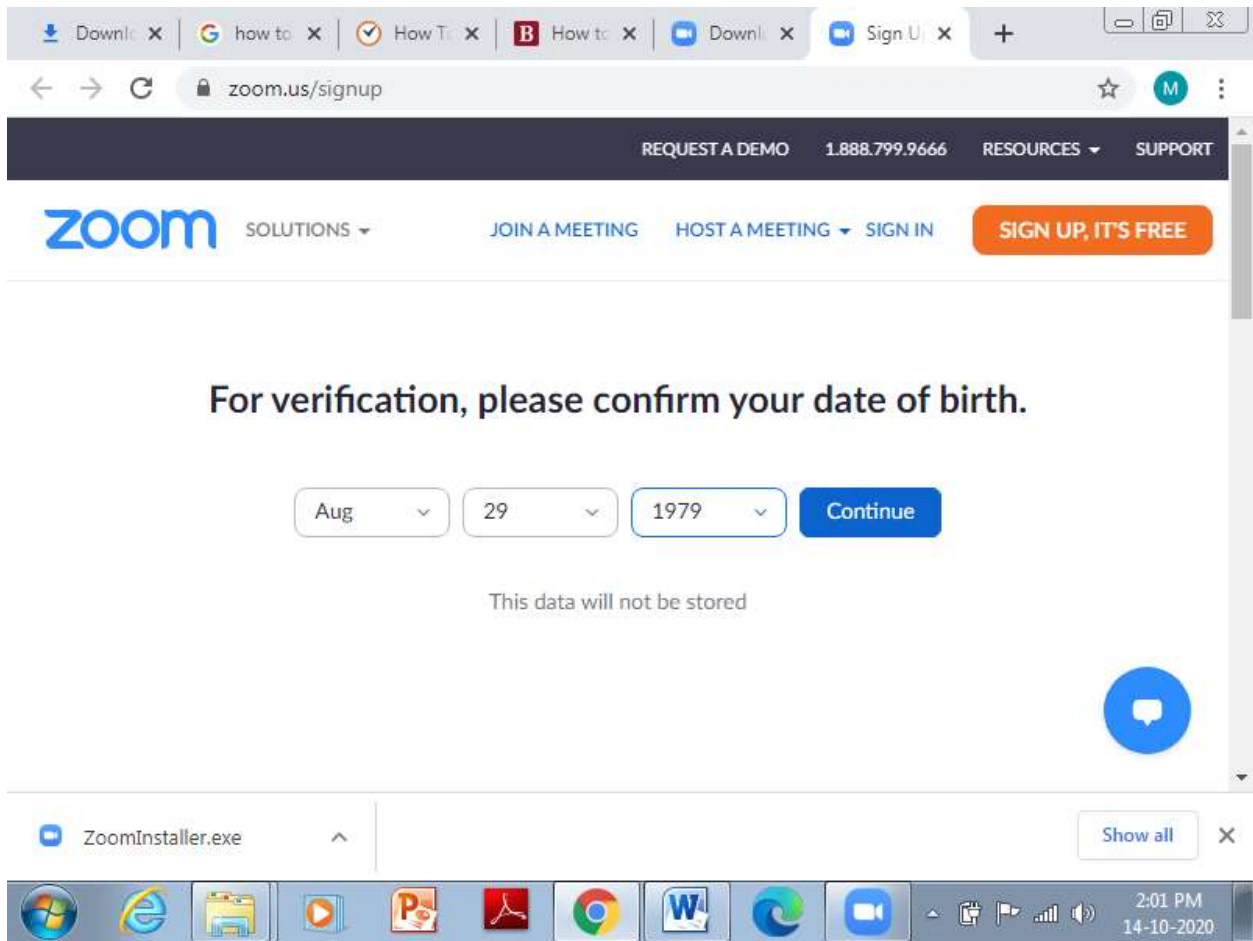 Downlo how to How To How to Downlo Sign U
zoom.us/signup M
REQUEST A DEMO 1.888.799.9666 RESOURCES SUPPORT
zoom SOLUTIONS JOIN A MEETING HOST A MEETING SIGN IN SIGN UP, IT'S FREE
For verification, please confirm your date of birth.
Aug 29 1979 Continue
This data will not be stored
ZoomInstaller.exe Show all
2:01 PM
14-10-2020